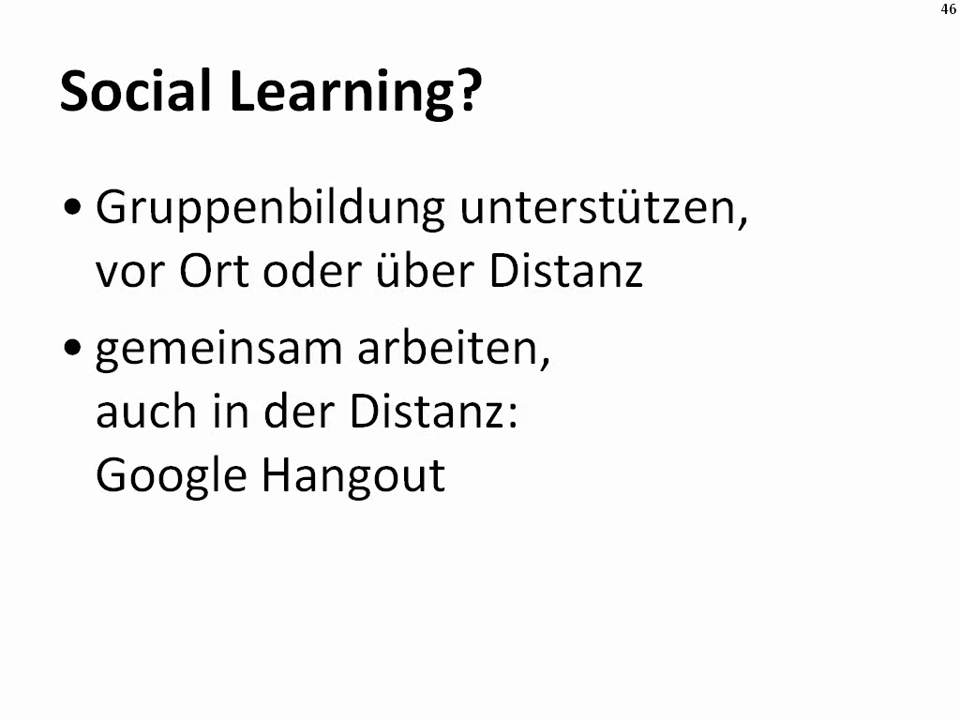 46
Social Learning?
• Gruppenbildung unterstützen,
vor Ort oder über Distanz
• gemeinsam arbeiten,
auch in der Distanz:
Google Hangout